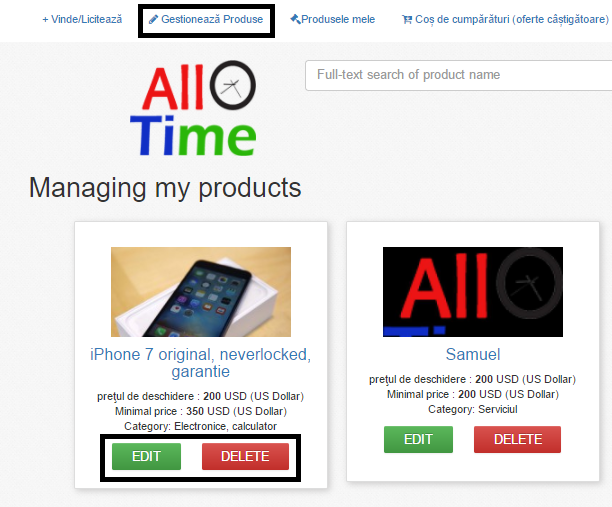 + Vinde/Licitează Gestionează Produse Produsele mele Coș de cumpărături (oferte câștigătoare)
All
Time
Full-text search of product name
Managing my products
iPhone 7 original, neverlocked,
garantie
prețul de deschidere : 200 USD (US Dollar)
Minimal price : 350 USD (US Dollar)
Category: Electronice, calculator
EDIT DELETE
All
Time
Samuel
prețul de deschidere : 200 USD (US Dollar)
Minimal price : 200 USD (US Dollar)
Category: Serviciul
EDIT DELETE